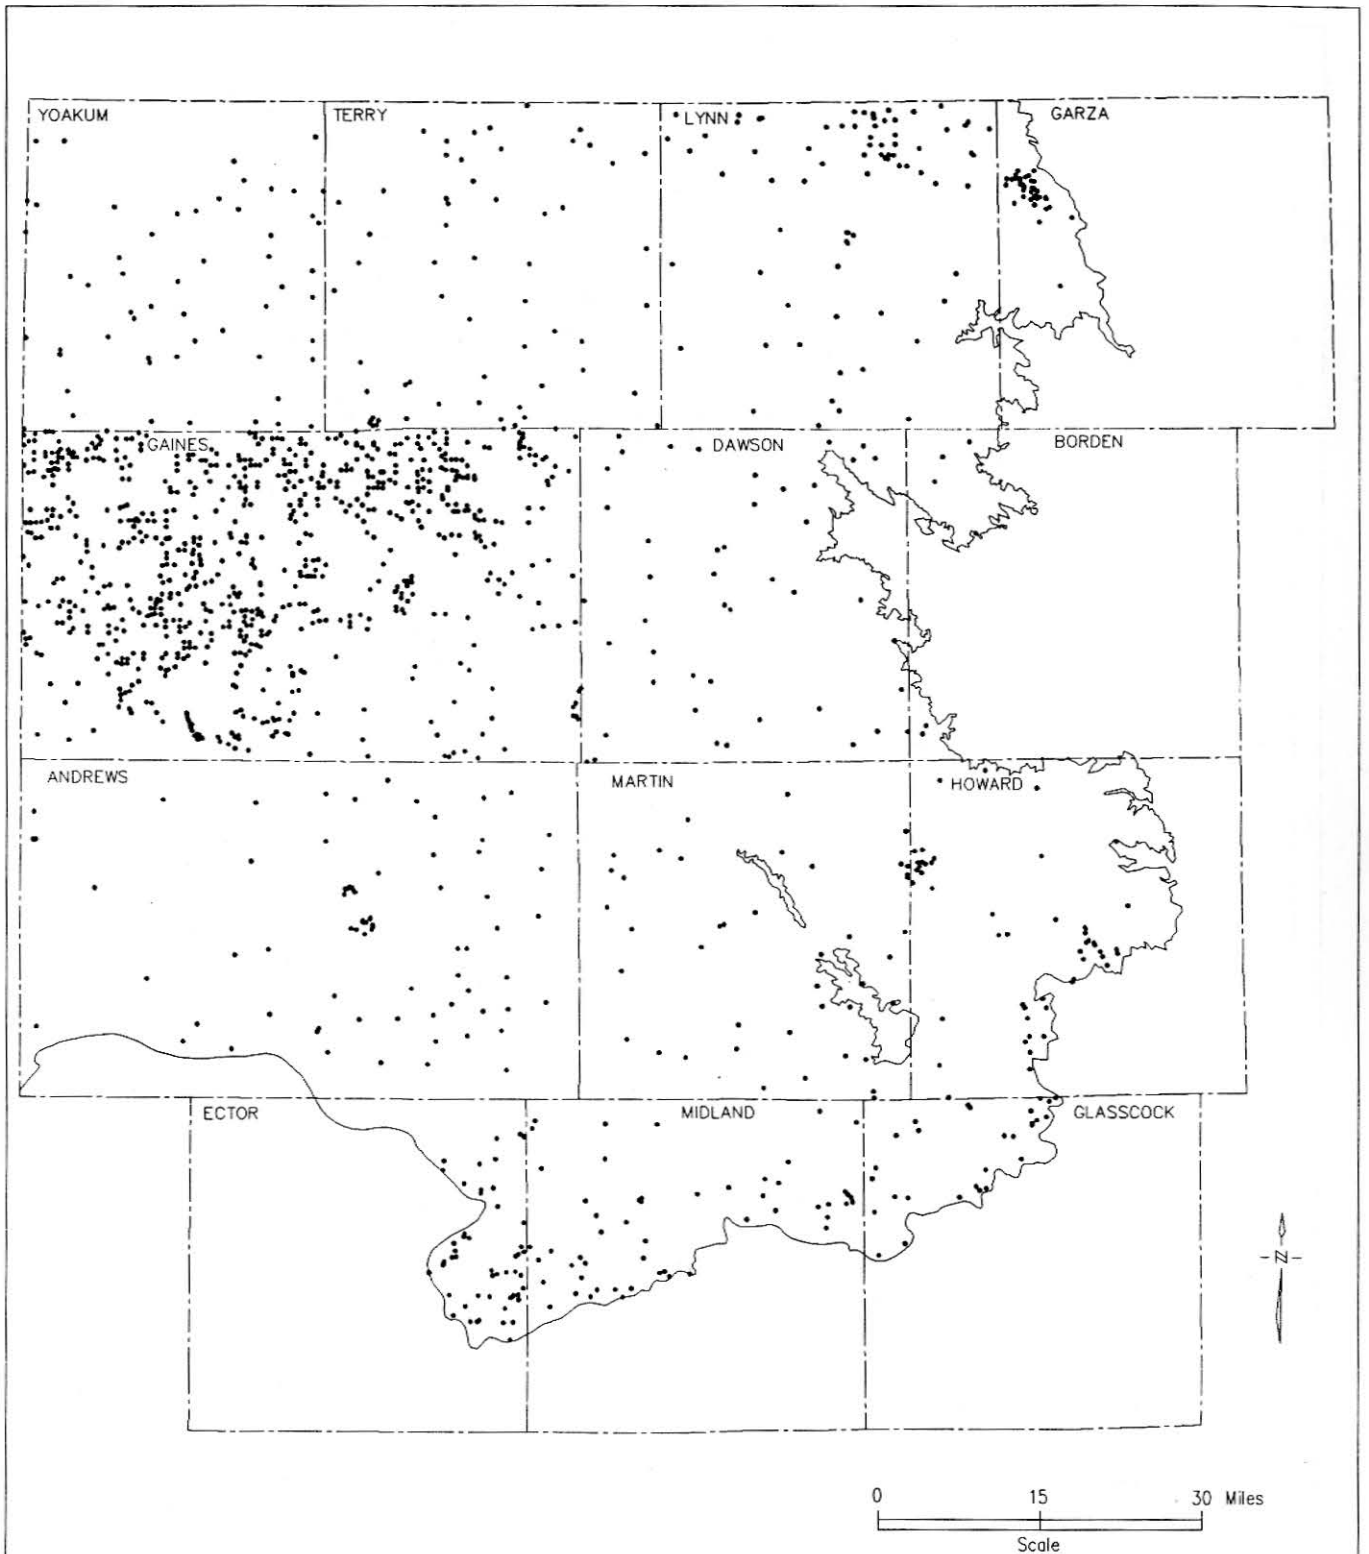 YOAKUM
TERRY
LYNN
GARZA
GAINES
DAWSON
BORDEN
ANDREWS
MARTIN
HOWARD
ECTOR
MIDLAND
GLASSCOCK
N
0 15 30 Miles
Scale